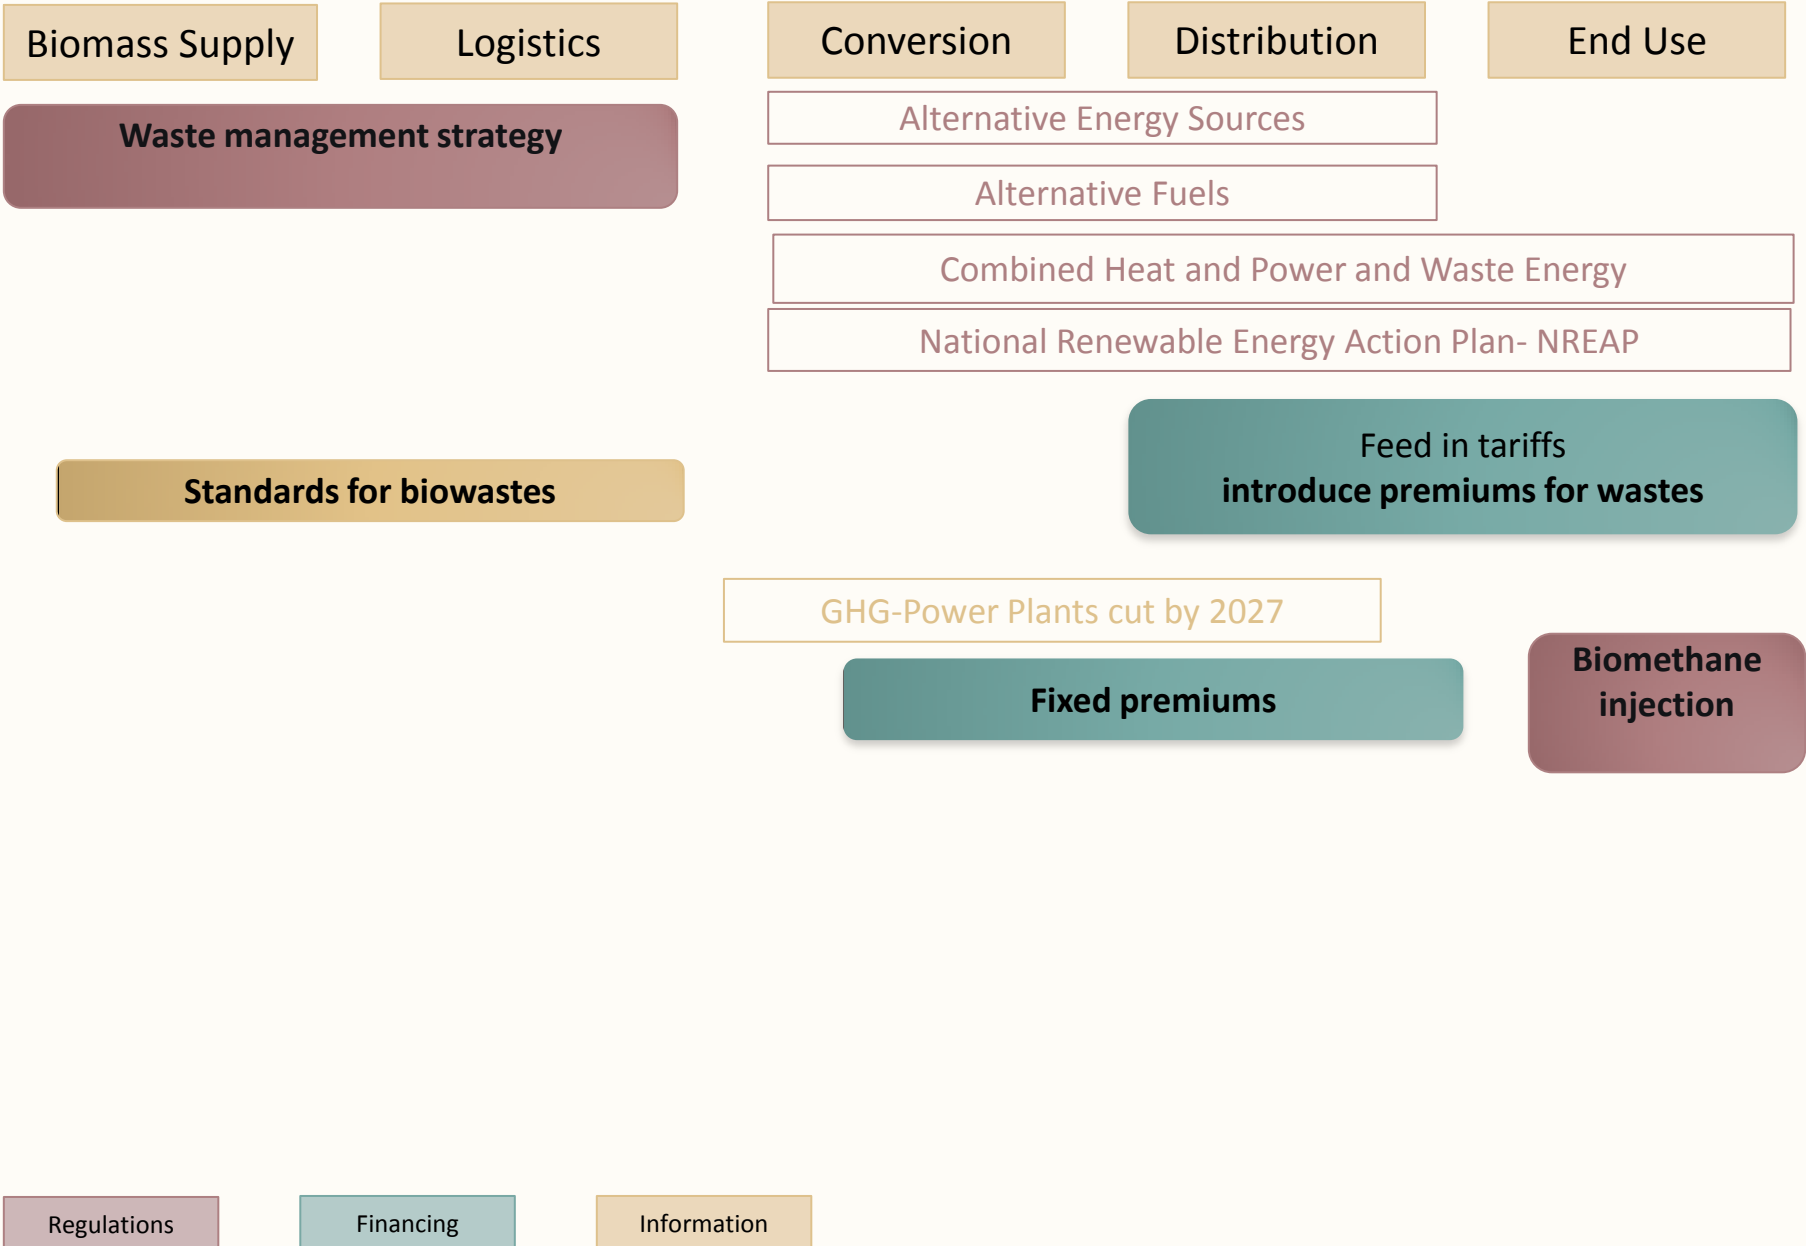 Biomass Supply
Logistics
Conversion
Distribution
End Use
Waste management strategy
Alternative Energy Sources
Alternative Fuels
Combined Heat and Power and Waste Energy
National Renewable Energy Action Plan- NREAP
Feed in tariffs
introduce premiums for wastes
Standards for biowastes
GHG-Power Plants cut by 2027
Fixed premiums
Biomethane
injection
Regulations
Financing
Information